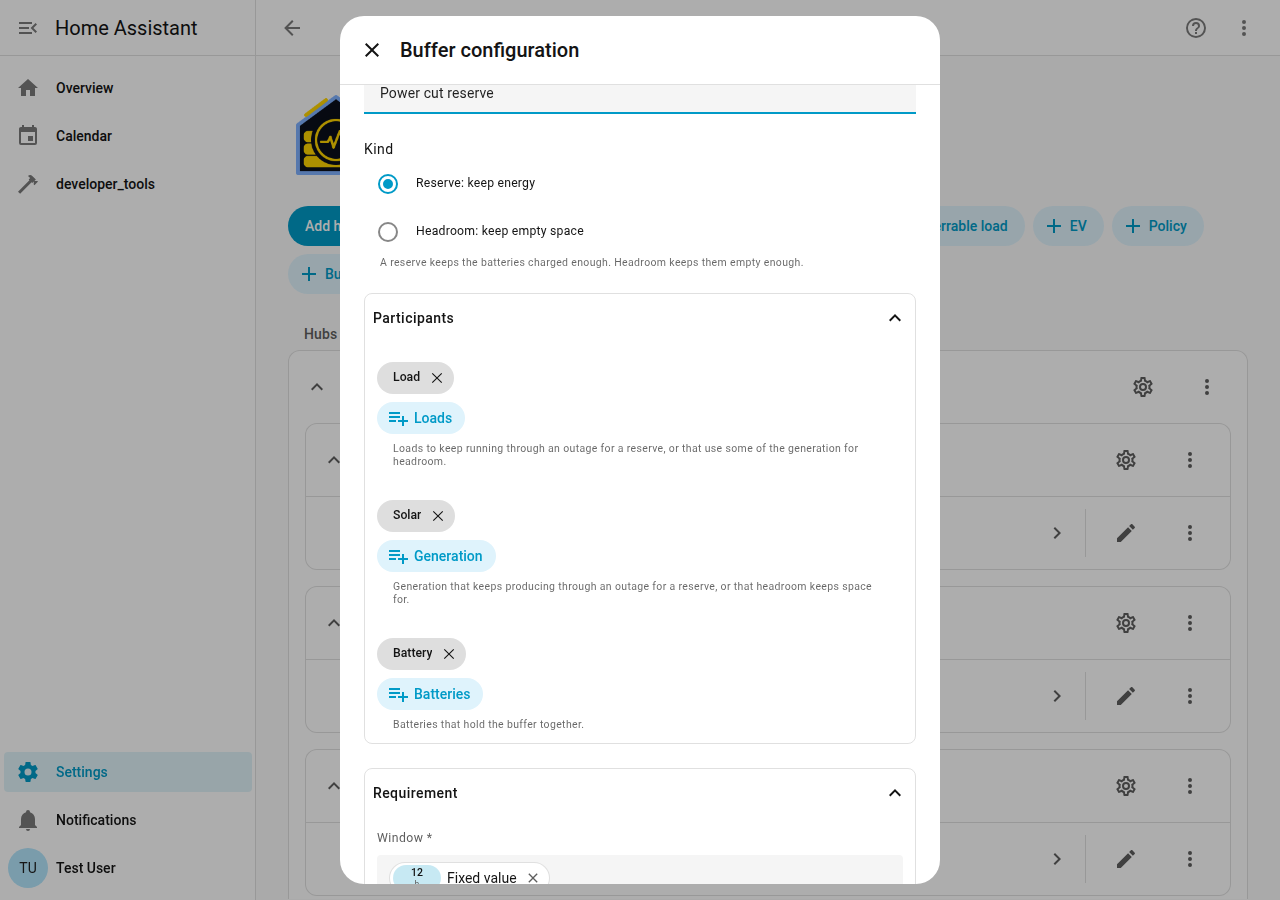 Home Assistant
Buffer configuration
Overview
Power cut reserve
Calendar
Kind
developer_tools
Reserve: keep energy
Add h
errable load
EV
Policy
Headroom: keep empty space
A reserve keeps the batteries charged enough. Headroom keeps them empty enough.
Bu
Participants
Hubs
Load
Loads
Loads to keep running through an outage for a reserve, or that use some of the generation for
headroom.
Solar
Generation
Generation that keeps producing through an outage for a reserve, or that headroom keeps space
for.
Battery
Batteries
Batteries that hold the buffer together.
Settings
Requirement
Notifications
Window *
TU
Test User
12
Fixed value